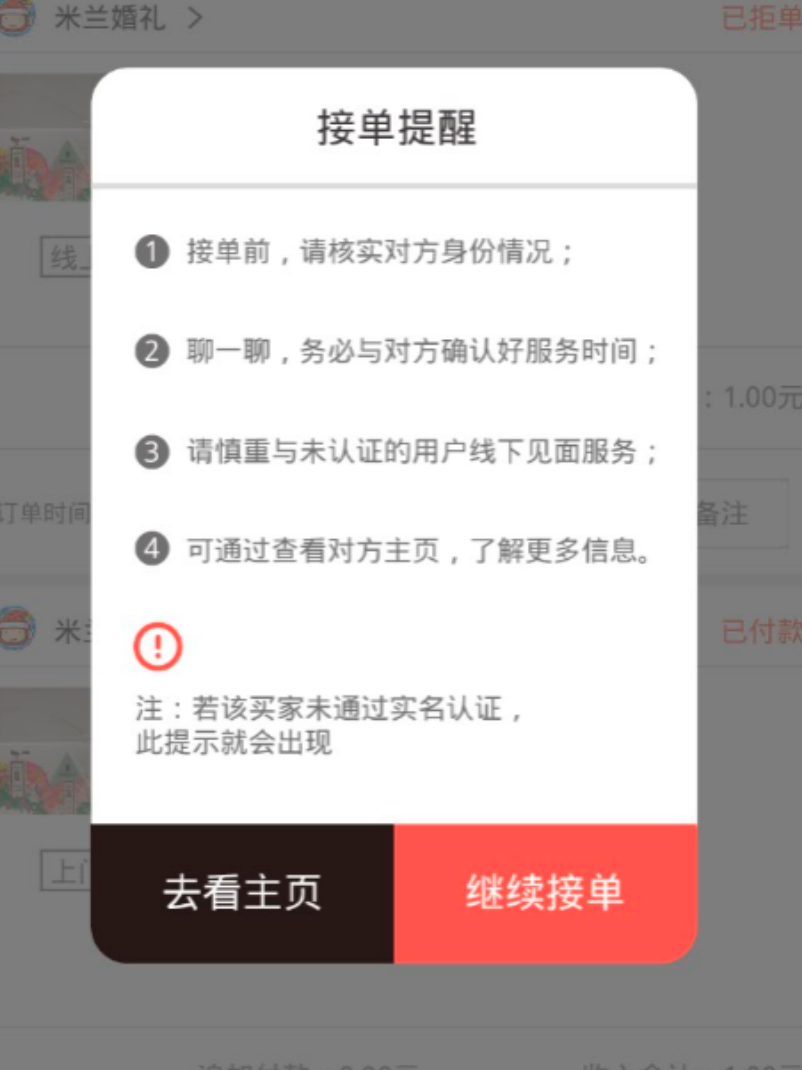 米兰婚礼 >
已拒单
接单提醒
1 接单前，请核实对方身份情况；
线上
2 聊一聊，务必与对方确认好服务时间；
：1.00元
3 请慎重与未认证的用户线下见面服务；
订单时间
备注
4 可通过查看对方主页，了解更多信息。
米兰
已付款
!
注：若该买家未通过实名认证，
此提示就会出现
上门
去看主页
继续接单